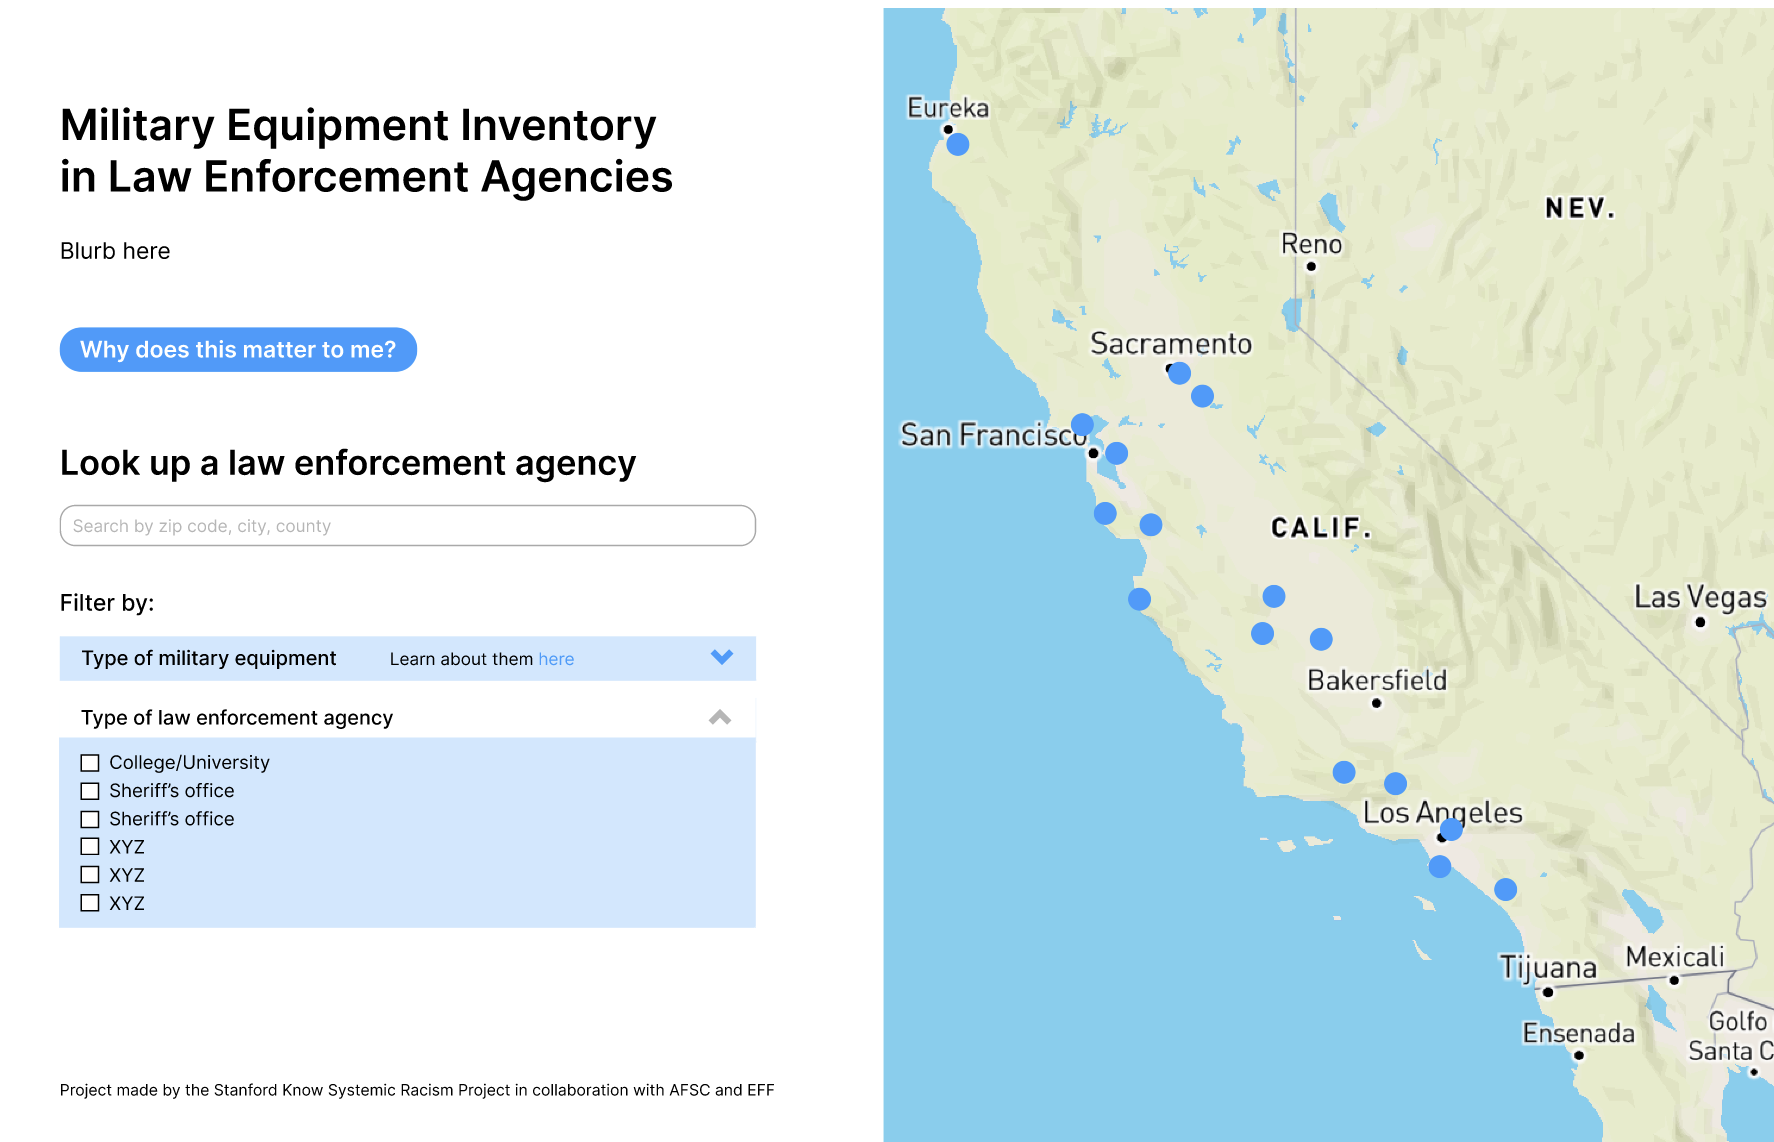 Military Equipment Inventory
in Law Enforcement Agencies
Blurb here
Why does this matter to me?
Look up a law enforcement agency
Search by zip code, city, county
Filter by:
Type of military equipment
Learn about them here
Type of law enforcement agency
College/University
Sheriff’s office
Sheriff’s office
XYZ
XYZ
XYZ
Project made by the Stanford Know Systemic Racism Project in collaboration with AFSC and EFF
Eureka
NEV.
Reno
Sacramento
San Francisco
CALIF.
Las Vegas
Bakersfield
Los Angeles
Tijuana
Mexicali
Ensenada
Golfo
Santa C